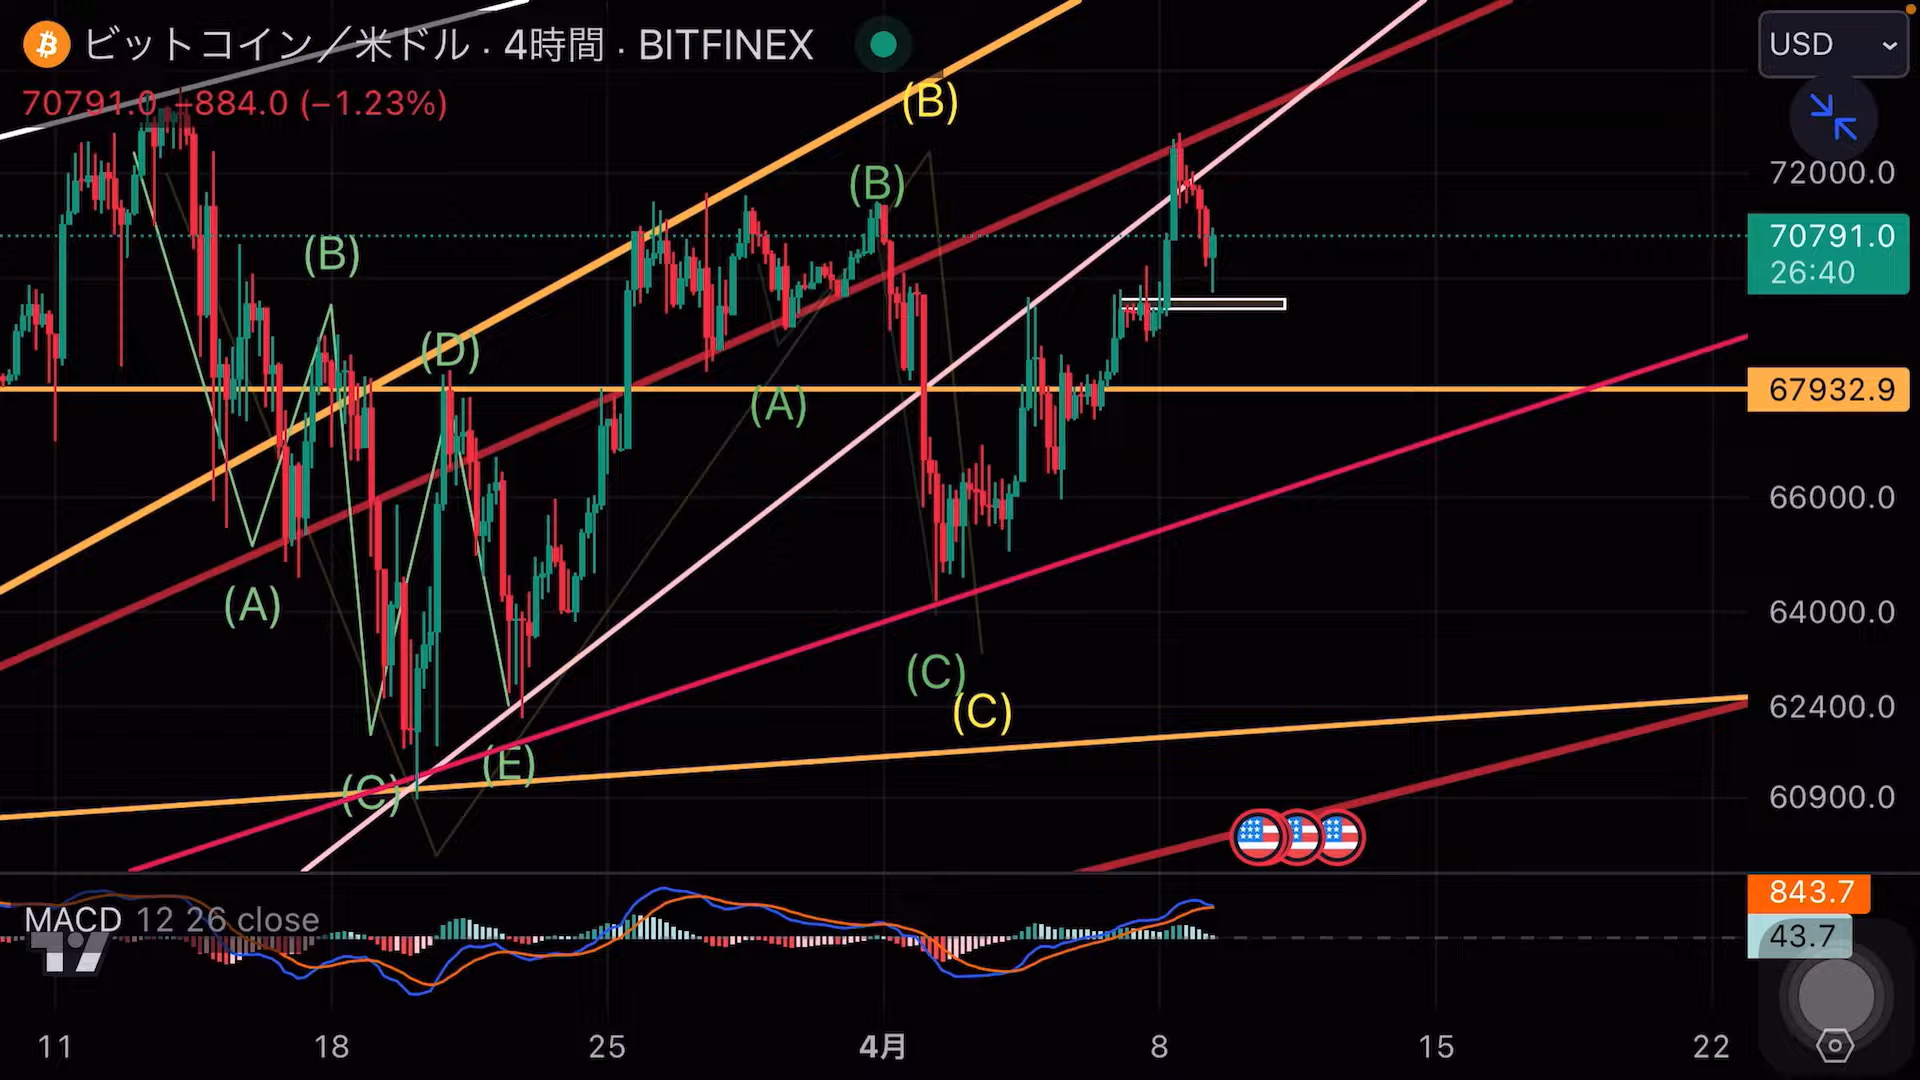 ビットコイン／米ドル · 4時間 · BITFINEX
USD
70791.0 −884.0 (−1.23%)
(B)
72000.0
(B)
70791.0
26:40
(B)
(D)
67932.9
(A)
66000.0
(A)
64000.0
(C)
(C)
62400.0
(E)
(C)
60900.0
843.7
MACD 12 26 close
43.7
11 18 25 4月 8 15 22